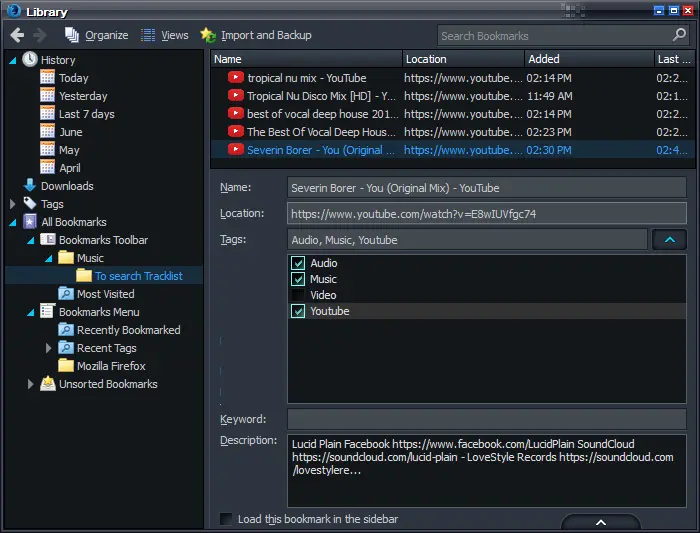 Library
Organize Views Import and Backup Search Bookmarks
History
Today
Yesterday
Last 7 days
June
May
April
Downloads
Tags
All Bookmarks
Bookmarks Toolbar
Music
To search Tracklist
Most Visited
Bookmarks Menu
Recently Bookmarked
Recent Tags
Mozilla Firefox
Unsorted Bookmarks
Name Location Added Last ...
tropical nu mix - YouTube https://www.youtube.... 02:14 PM 02:2...
Tropical Nu Disco Mix [HD] - Y... https://www.youtube.... 11:49 AM 02:1...
best of vocal deep house 201... https://www.youtube.... 02:14 PM 02:2...
The Best Of Vocal Deep Hous... https://www.youtube.... 02:23 PM 02:2...
Severin Borer - You (Original ... https://www.youtube.... 02:30 PM 02:4...
Name: Severin Borer - You (Original Mix) - YouTube
Location: https://www.youtube.com/watch?v=E8wIUVfgc74
Tags: Audio, Music, Youtube
Audio
Music
Video
Youtube
Keyword:
Description: Lucid Plain Facebook https://www.facebook.com/LucidPlain SoundCloud
https://soundcloud.com/lucid-plain - LoveStyle Records https://soundcloud.com
/lovestylere...
Load this bookmark in the sidebar